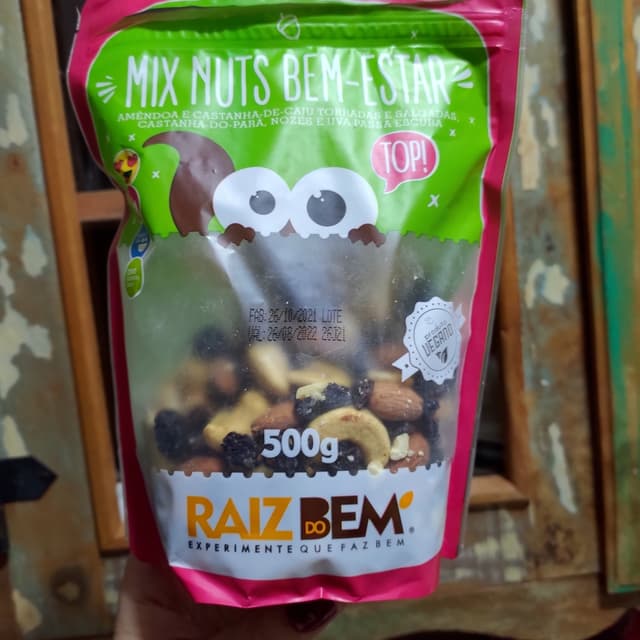 MIX NUTS BEM-ESTAR
AMÊNDOA E CASTANHA-DE-CAJU TORRADAS E SALGADAS,
CASTANHA-DO-PARÁ, NOZES E UVA PASSA ESCURA
TOP!
FAB:26/10/2021 LOTE
VAL:26/08/2022 26J21
VEGANO
500g
RAIZ DO BEM
EXPERIMENTE QUE FAZ BEM